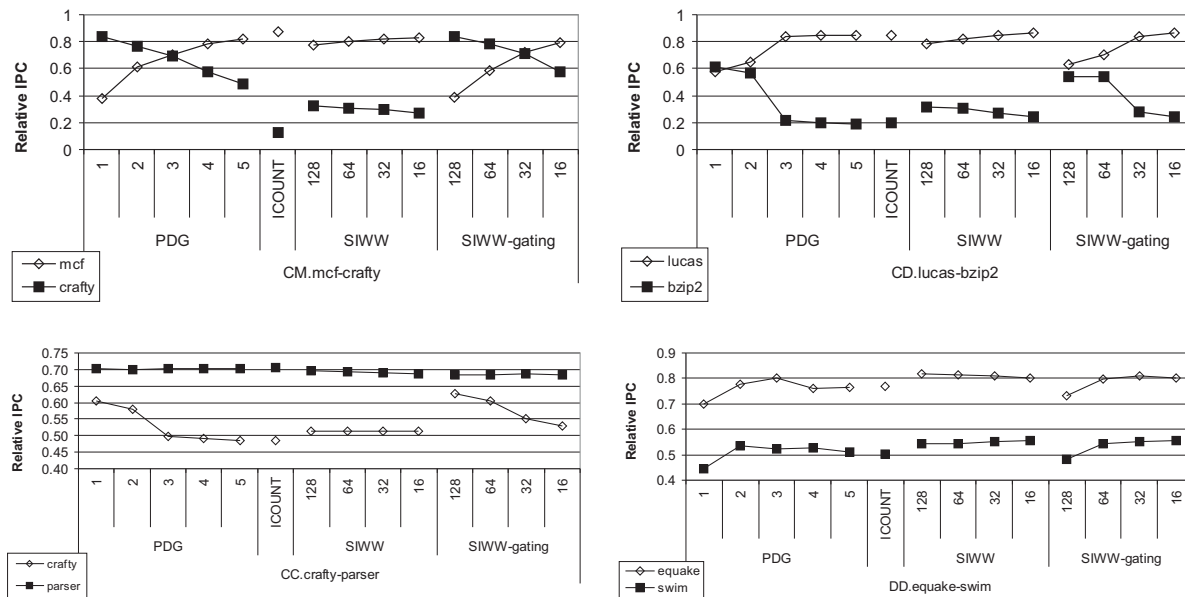 1
0.8
0.6
0.4
0.2
0
Relative IPC
1 2 3 4 5 ICOUNT 128 64 32 16 128 64 32 16
PDG SIWW SIWW-gating
mcf
crafty
CM.mcf-crafty
1
0.8
0.6
0.4
0.2
0
Relative IPC
1 2 3 4 5 ICOUNT 128 64 32 16 128 64 32 16
PDG SIWW SIWW-gating
lucas
bzip2
CD.lucas-bzip2
0.75
0.70
0.65
0.60
0.55
0.50
0.45
0.40
Relative IPC
1 2 3 4 5 ICOUNT 128 64 32 16 128 64 32 16
PDG SIWW SIWW-gating
crafty
parser
CC.crafty-parser
0.9
0.8
0.7
0.6
0.5
0.4
Relative IPC
1 2 3 4 5 ICOUNT 128 64 32 16 128 64 32 16
PDG SIWW SIWW-gating
equake
swim
DD.equake-swim